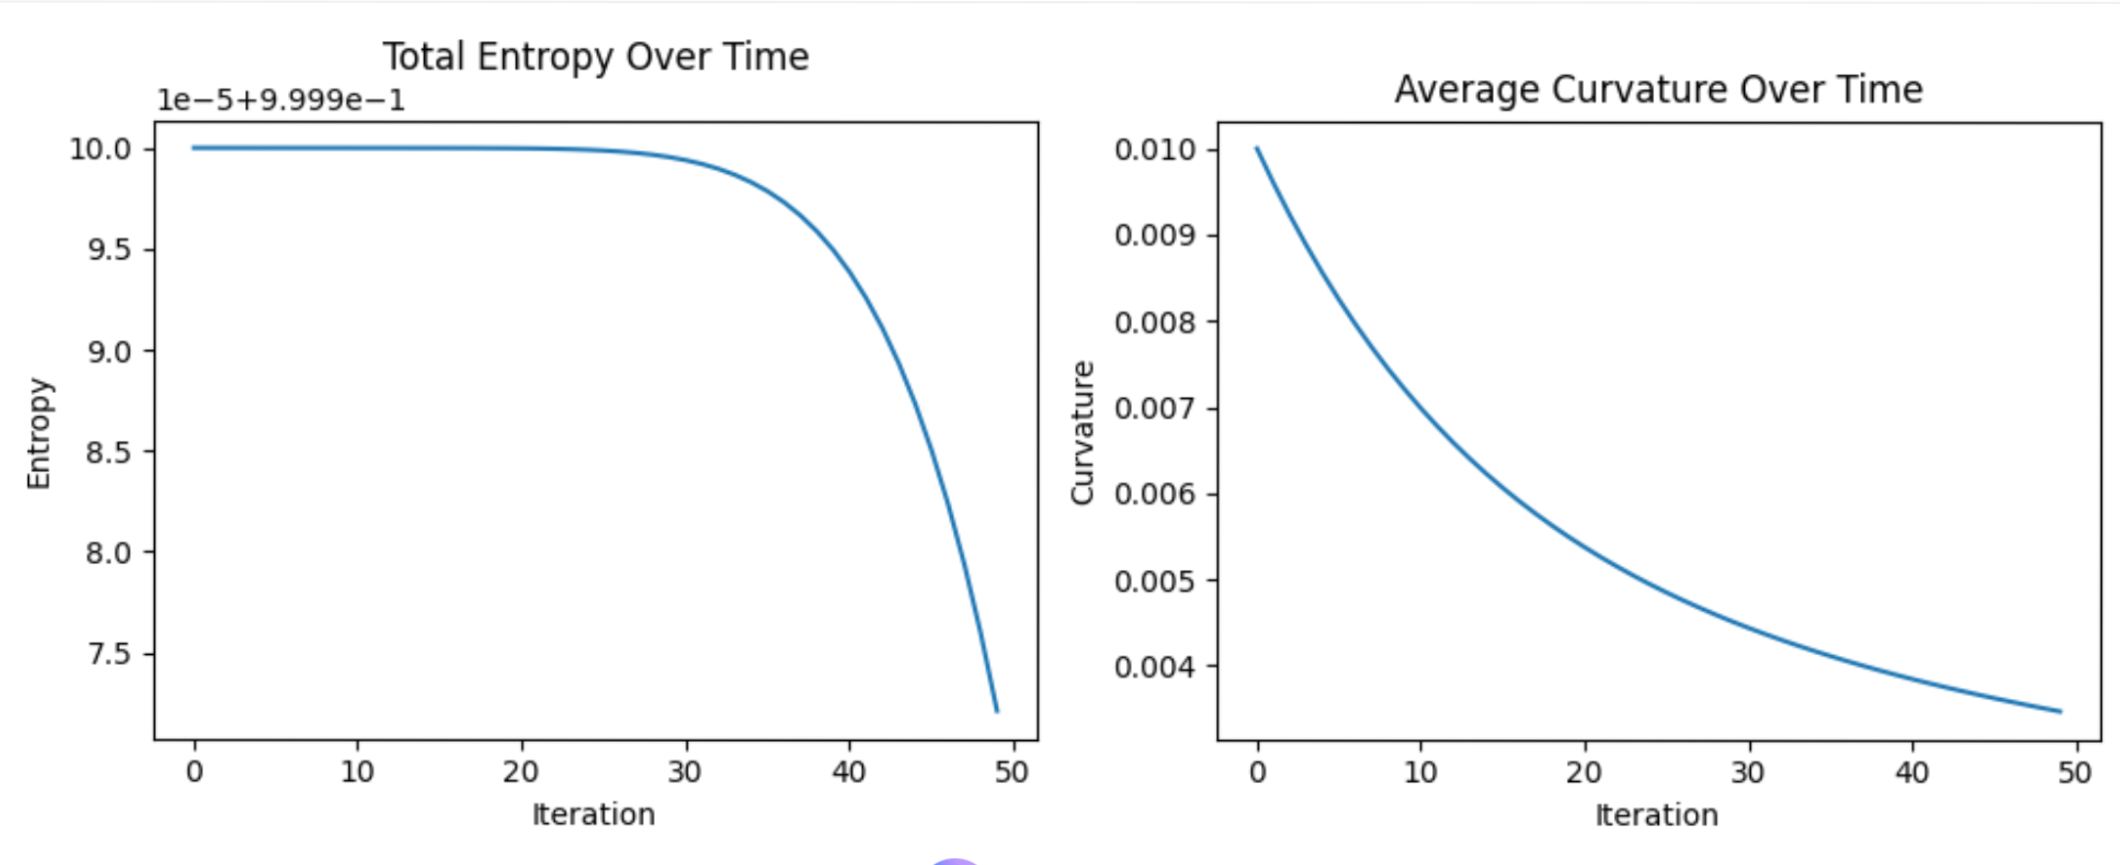 Total Entropy Over Time
1e−5+9.999e−1
10.0
9.5
9.0
8.5
8.0
7.5
Entropy
0 10 20 30 40 50
Iteration
Average Curvature Over Time
0.010
0.009
0.008
0.007
0.006
0.005
0.004
Curvature
0 10 20 30 40 50
Iteration